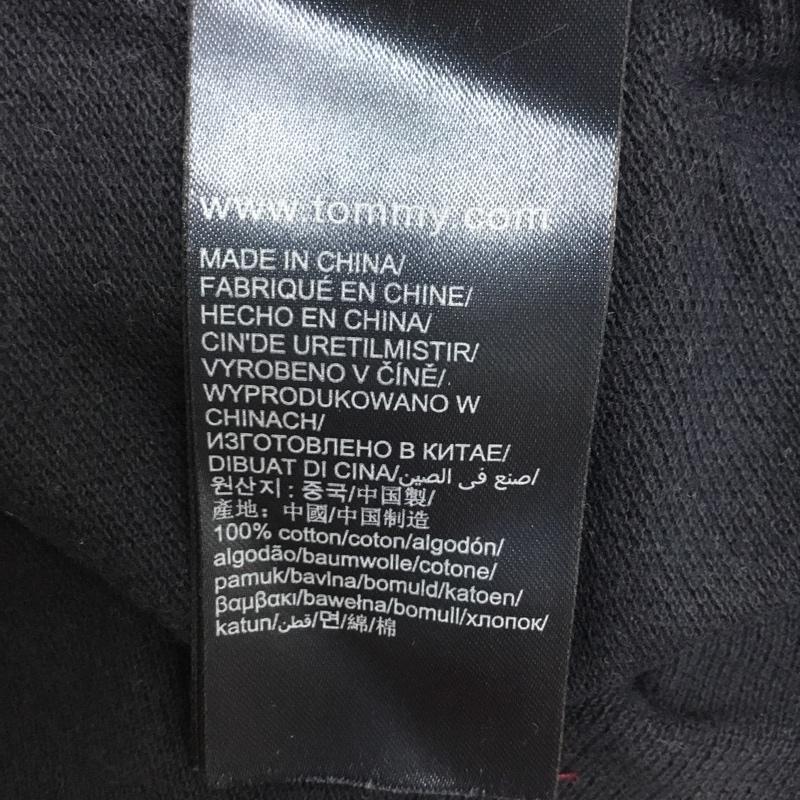 www.tommy.com
MADE IN CHINA/
FABRIQUÉ EN CHINE/
HECHO EN CHINA/
CIN'DE URETILMISTIR/
VYROBENO V ČÍNĚ/
WYPRODUKOWANO W
CHINACH/
ИЗГОТОВЛЕНО В КИТАЕ/
DIBUAT DI CINA/صنع فى الصين/
원산지 : 중국/中国製/
產地：中國/中国制造
100% cotton/coton/algodón/
algodão/baumwolle/cotone/
pamuk/bavlna/bomuld/katoen/
βαμβακι/bawełna/bomull/хлопок/
katun/قطن/면/綿/棉